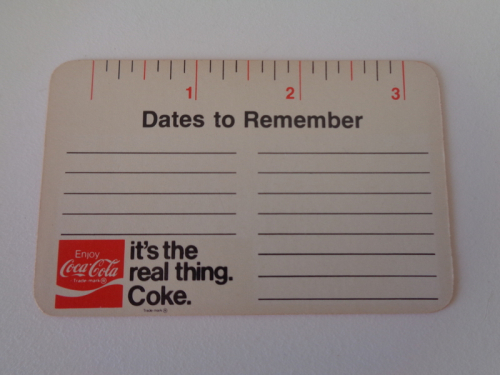 1 2 3
Dates to Remember
Enjoy
Coca-Cola
Trade-mark ®
it's the
real thing.
Coke.
Trade-mark ®